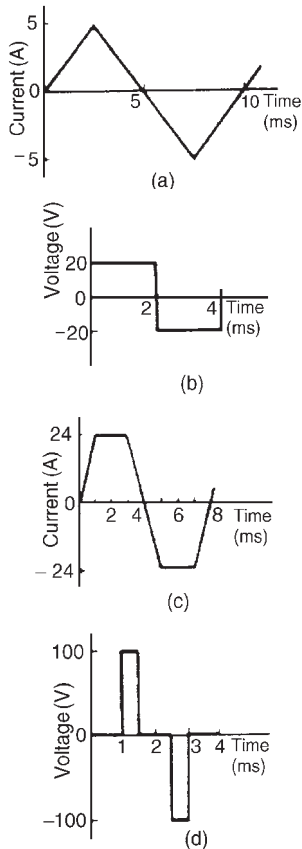 Current (A)
5
0
5
10 Time
(ms)
-5
(a)
Voltage (V)
20
0
2
4
Time
(ms)
-20
(b)
Current (A)
24
0
2 4 6 8 Time
(ms)
-24
(c)
Voltage (V)
100
0
1 2 3 4 Time
(ms)
-100
(d)